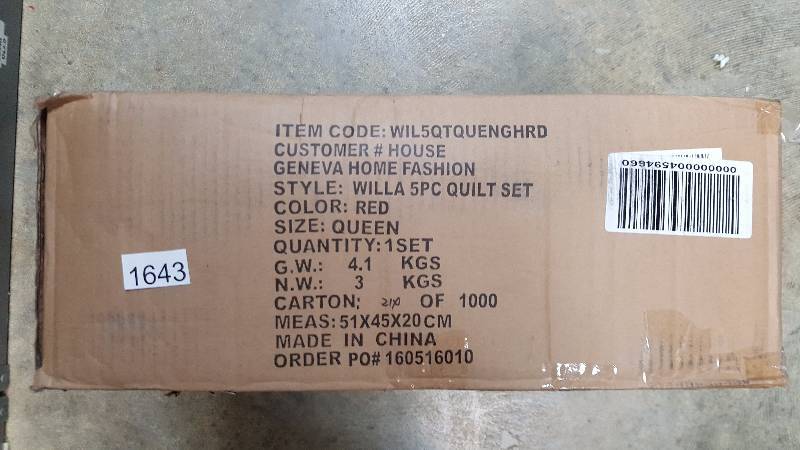 ITEM CODE: WIL5QTQUENGHRD
CUSTOMER # HOUSE
GENEVA HOME FASHION
STYLE: WILLA 5PC QUILT SET
COLOR: RED
SIZE: QUEEN
QUANTITY: 1SET
G.W.: 4.1 KGS
N.W.: 3 KGS
CARTON: OF 1000
MEAS: 51X45X20CM
MADE IN CHINA
ORDER PO# 160516010
1643
00000000004594660